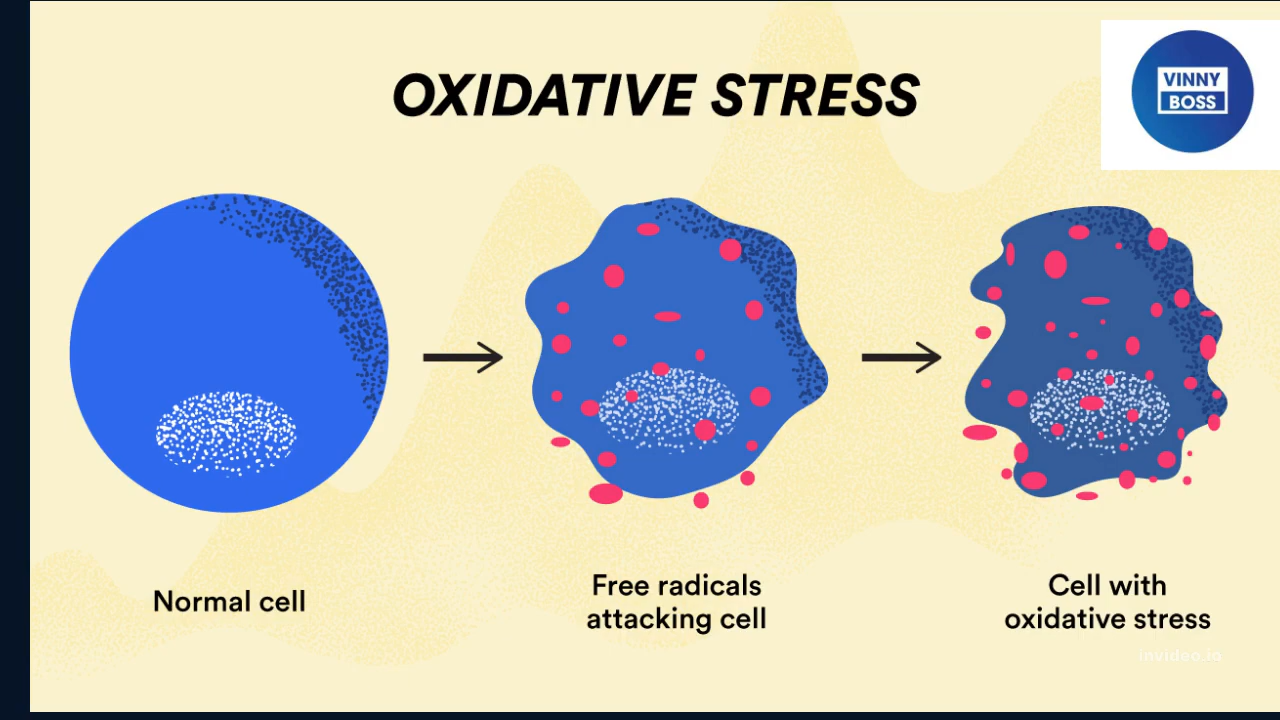 OXIDATIVE STRESS
VINNY
BOSS
Normal cell
Free radicals
attacking cell
Cell with
oxidative stress
invideo.io